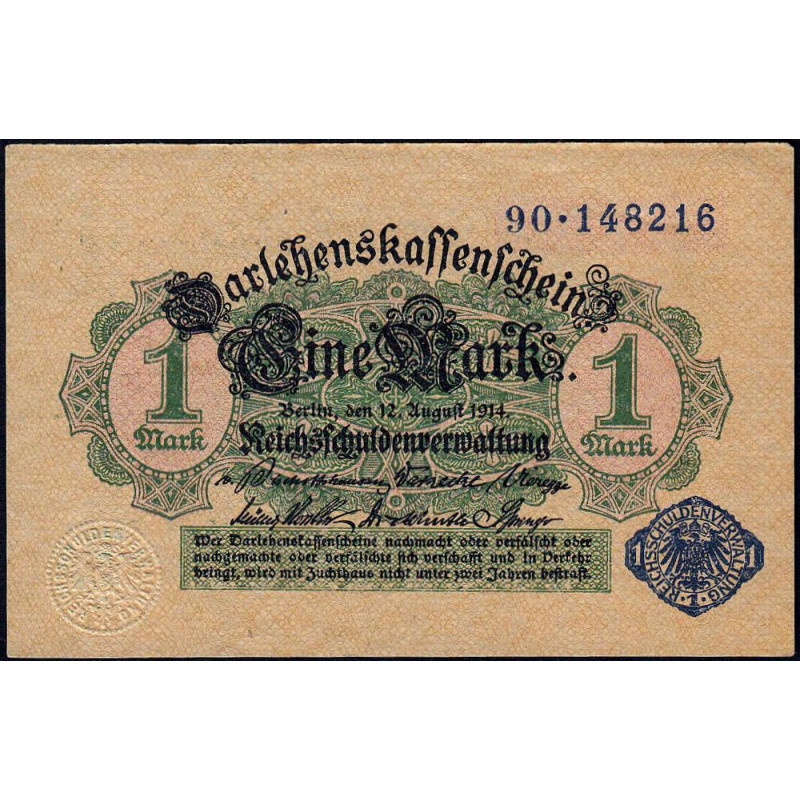 90·148216
Darlehenskassenschein
Eine Mark.
1 Mark
1 Mark
Berlin, den 12. August 1914.
Reichsschuldenverwaltung
Wer Darlehenskassenscheine nachmacht oder verfälscht oder
nachgemachte oder verfälschte sich verschafft und in Verkehr
bringt, wird mit Zuchthaus nicht unter zwei Jahren bestraft.
REICHSSCHULDENVERWALTUNG
1 1
·1·
REICHSSCHULDENVERWALTUNG